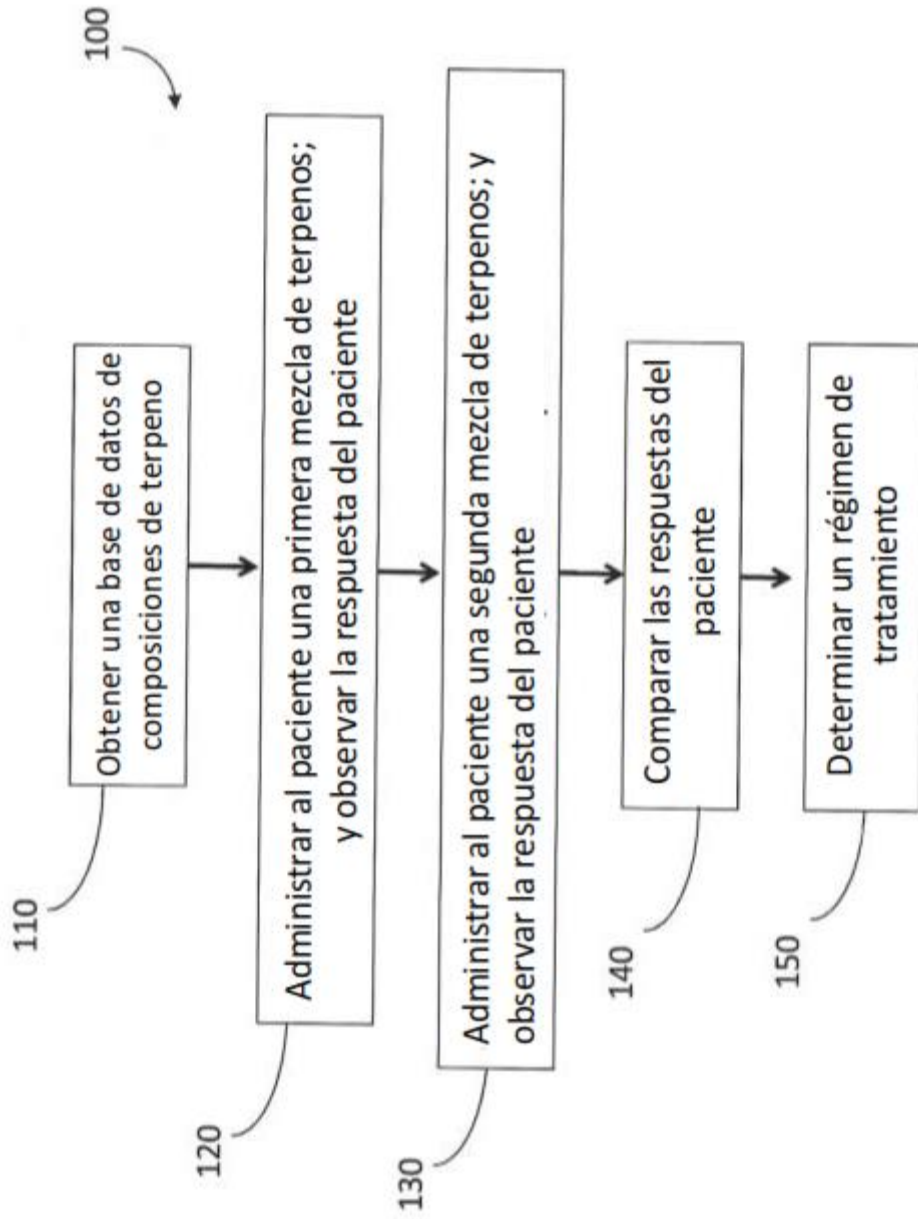 100
110
Obtener una base de datos de
composiciones de terpeno
120
Administrar al paciente una primera mezcla de terpenos;
y observar la respuesta del paciente
130
Administrar al paciente una segunda mezcla de terpenos; y
observar la respuesta del paciente
140
Comparar las respuestas del
paciente
150
Determinar un régimen de
tratamiento